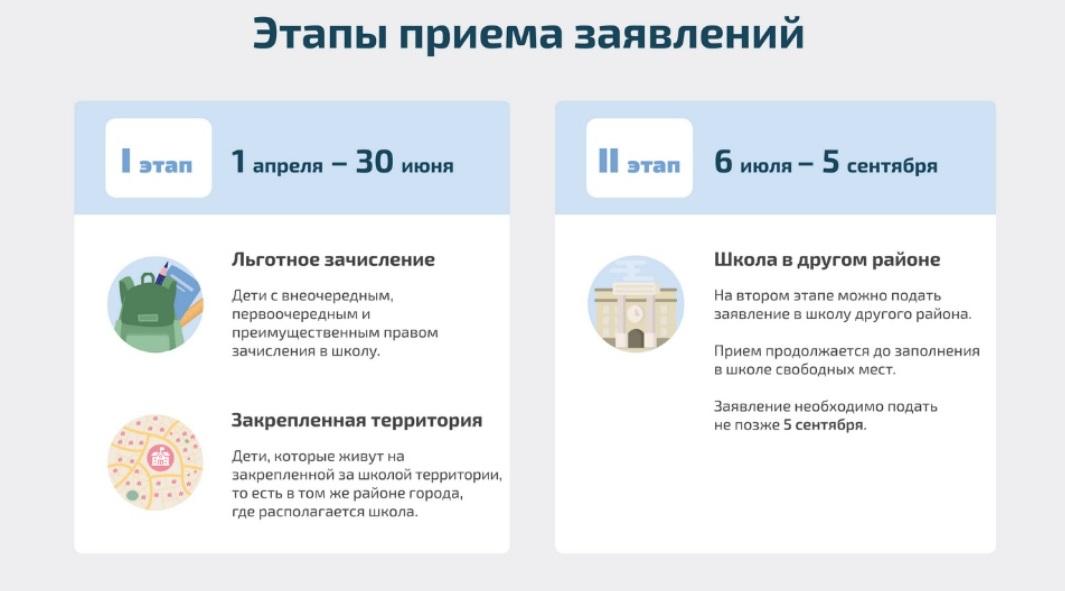 Этапы приема заявлений
I этап
1 апреля – 30 июня
Льготное зачисление
Дети с внеочередным,
первоочередным и
преимущественным правом
зачисления в школу.
Закрепленная территория
Дети, которые живут на
закрепленной за школой территории,
то есть в том же районе города,
где располагается школа.
II этап
6 июля – 5 сентября
Школа в другом районе
На втором этапе можно подать
заявление в школу другого района.
Прием продолжается до заполнения
в школе свободных мест.
Заявление необходимо подать
не позже 5 сентября.